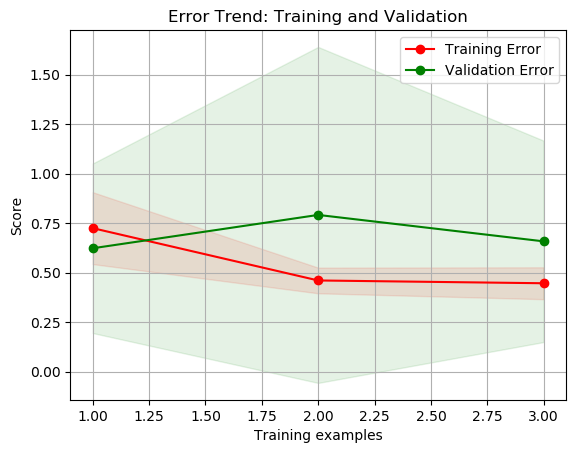 Error Trend: Training and Validation
Training Error
Validation Error
Score
1.50
1.25
1.00
0.75
0.50
0.25
0.00
1.00 1.25 1.50 1.75 2.00 2.25 2.50 2.75 3.00
Training examples